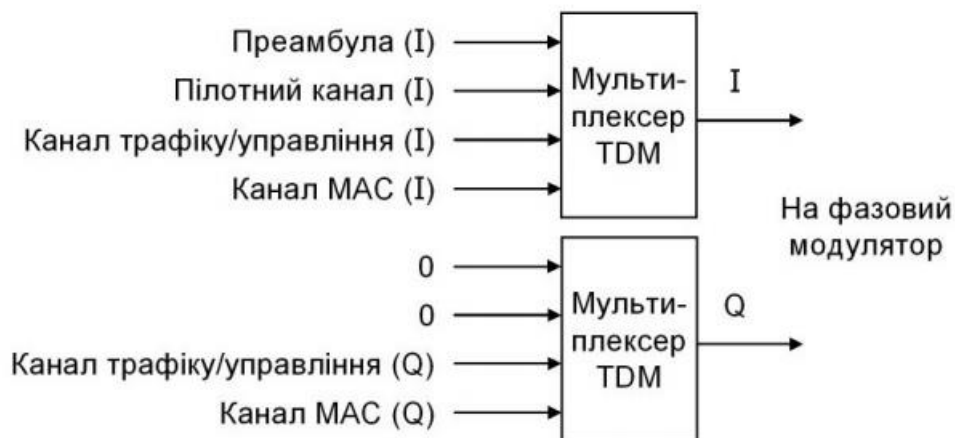 Преамбула (I)
Пілотний канал (I)
Канал трафіку/управління (I)
Канал MAC (I)
Мульти-
плексер
TDM
I
На фазовий
модулятор
0
0
Канал трафіку/управління (Q)
Канал MAC (Q)
Мульти-
плексер
TDM
Q